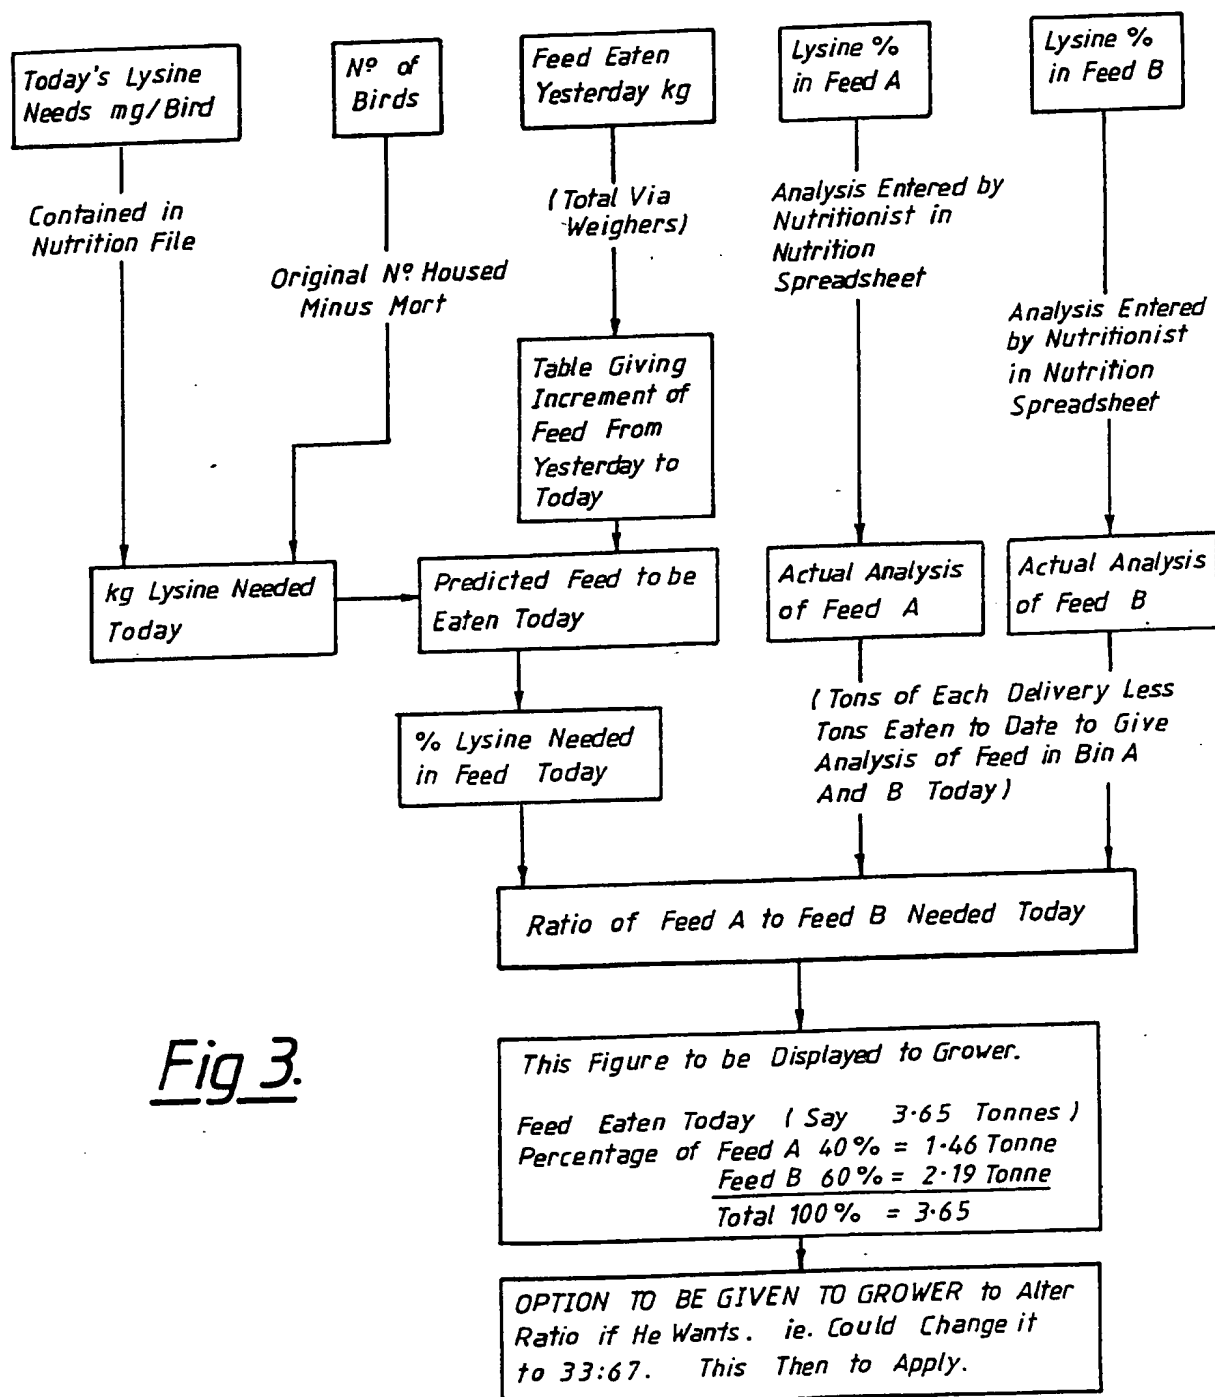 Today's Lysine
Needs mg/Bird
Nº of
Birds
Feed Eaten
Yesterday kg
Lysine %
in Feed A
Lysine %
in Feed B
Contained in
Nutrition File
Original Nº Housed
Minus Mort
(Total Via
Weighers)
Analysis Entered by
Nutritionist in
Nutrition
Spreadsheet
Analysis Entered
by Nutritionist
in Nutrition
Spreadsheet
Table Giving
Increment of
Feed From
Yesterday to
Today
kg Lysine Needed
Today
Predicted Feed to be
Eaten Today
Actual Analysis
of Feed A
Actual Analysis
of Feed B
% Lysine Needed
in Feed Today
(Tons of Each Delivery Less
Tons Eaten to Date to Give
Analysis of Feed in Bin A
And B Today)
Ratio of Feed A to Feed B Needed Today
This Figure to be Displayed to Grower.
Feed Eaten Today (Say 3·65 Tonnes)
Percentage of Feed A 40% = 1·46 Tonne
Feed B 60% = 2·19 Tonne
Total 100% = 3·65
OPTION TO BE GIVEN TO GROWER to Alter
Ratio if He Wants. ie. Could Change it
to 33:67. This Then to Apply.
Fig 3.